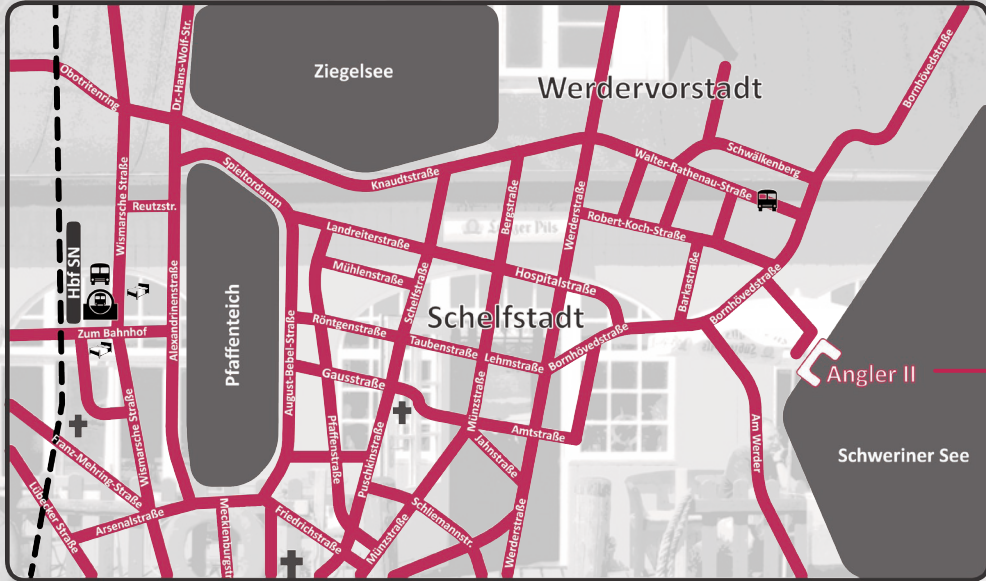 Ziegelsee
Werdervorstadt
Obotritenring
Dr.-Hans-Wolf-Str.
Bornhövedstraße
Schwälkenberg
Walter-Rathenau-Straße
Knaudtstraße
Spieltordamm
Wismarsche Straße
Reutzstr.
Bergstraße
Werderstraße
Robert-Koch-Straße
Landreiterstraße
Mühlenstraße
Schelfstraße
Hospitalstraße
Barkastraße
Bornhövedstraße
Hbf SN
Zum Bahnhof
Alexandrinenstraße
Pfaffenteich
August-Bebel-Straße
Schelfstadt
Röntgenstraße
Taubenstraße
Lehmstraße
Bornhövedstraße
Gausstraße
Angler II
Wismarsche Straße
Pfaffenstraße
Puschkinstraße
Münzstraße
Amtstraße
Jahnstraße
Am Werder
Schweriner See
Franz-Mehring-Straße
Lübecker Straße
Arsenalstraße
Mecklenburgstr
Friedrichstraße
Münzstraße
Schliemannstr.
Werderstraße